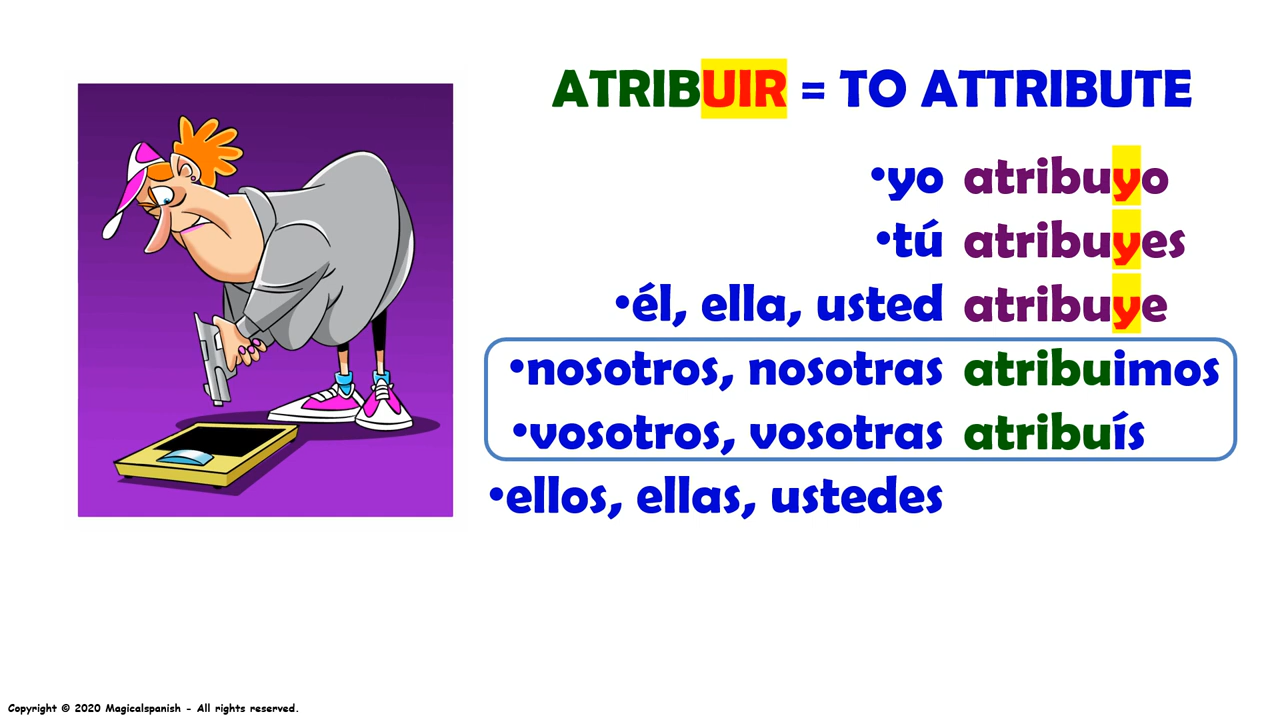 ATRIBUIR = TO ATTRIBUTE
•yo atribuyo
•tú atribuyes
•él, ella, usted atribuye
•nosotros, nosotras atribuimos
•vosotros, vosotras atribuís
•ellos, ellas, ustedes
Copyright © 2020 Magicalspanish - All rights reserved.